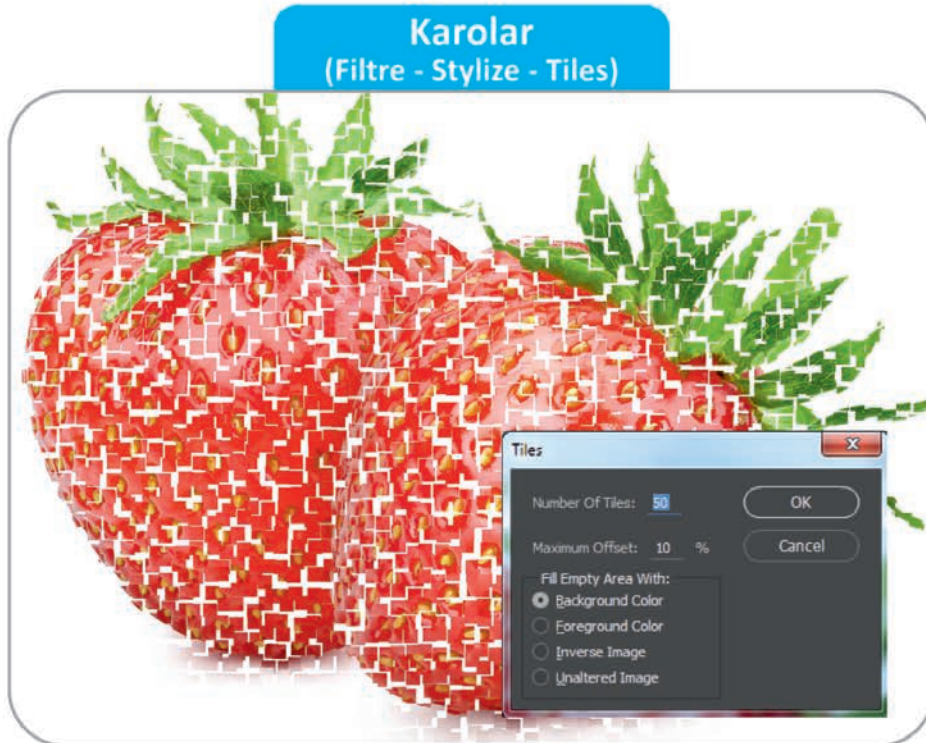 Karolar
(Filtre - Stylize - Tiles)
Tiles
Number Of Tiles: 50
OK
Maximum Offset: 10 %
Cancel
Fill Empty Area With:
Background Color
Foreground Color
Inverse Image
Unaltered Image